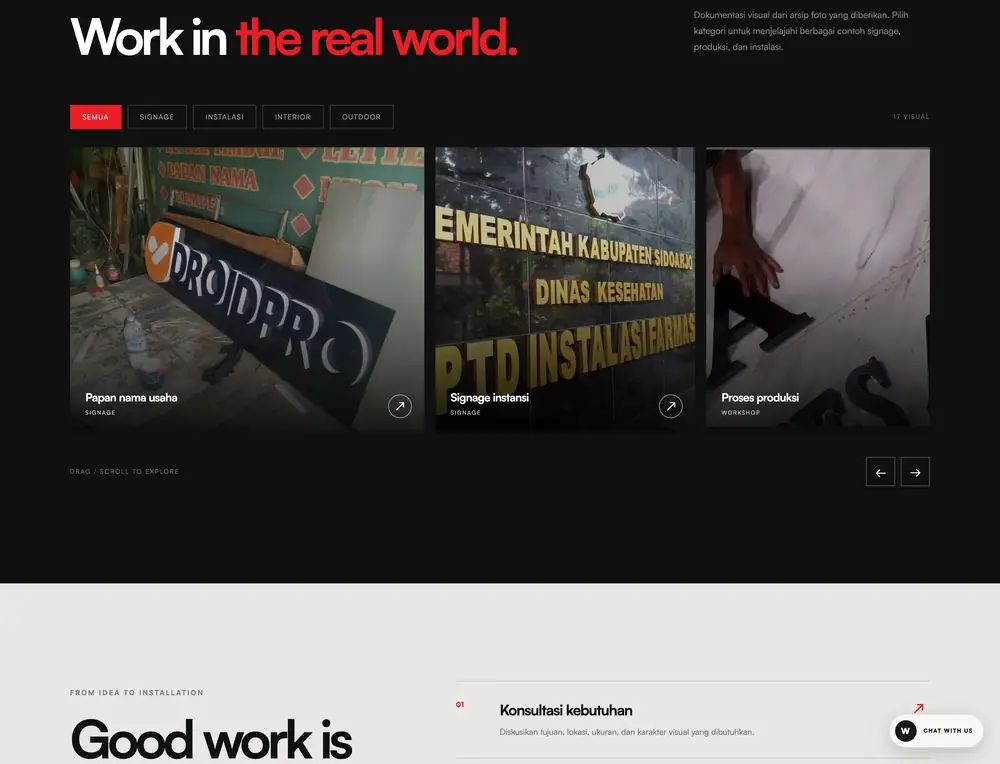 Work in the real world.
Dokumentasi visual dari arsip foto yang diberikan. Pilih
kategori untuk menjelajahi berbagai contoh signage,
produksi, dan instalasi.
SEMUA
SIGNAGE
INSTALASI
INTERIOR
OUTDOOR
17 VISUAL
PAPAN NAMA
DROIDPRO
Papan nama usaha
SIGNAGE
EMERINTAH KABUPATEN SIDOARJO
DINAS KESEHATAN
PTD INSTALASI FARMAS
Signage instansi
SIGNAGE
A
S
Proses produksi
WORKSHOP
DRAG / SCROLL TO EXPLORE
FROM IDEA TO INSTALLATION
Good work is
01
Konsultasi kebutuhan
Diskusikan tujuan, lokasi, ukuran, dan karakter visual yang dibutuhkan.
W
CHAT WITH US